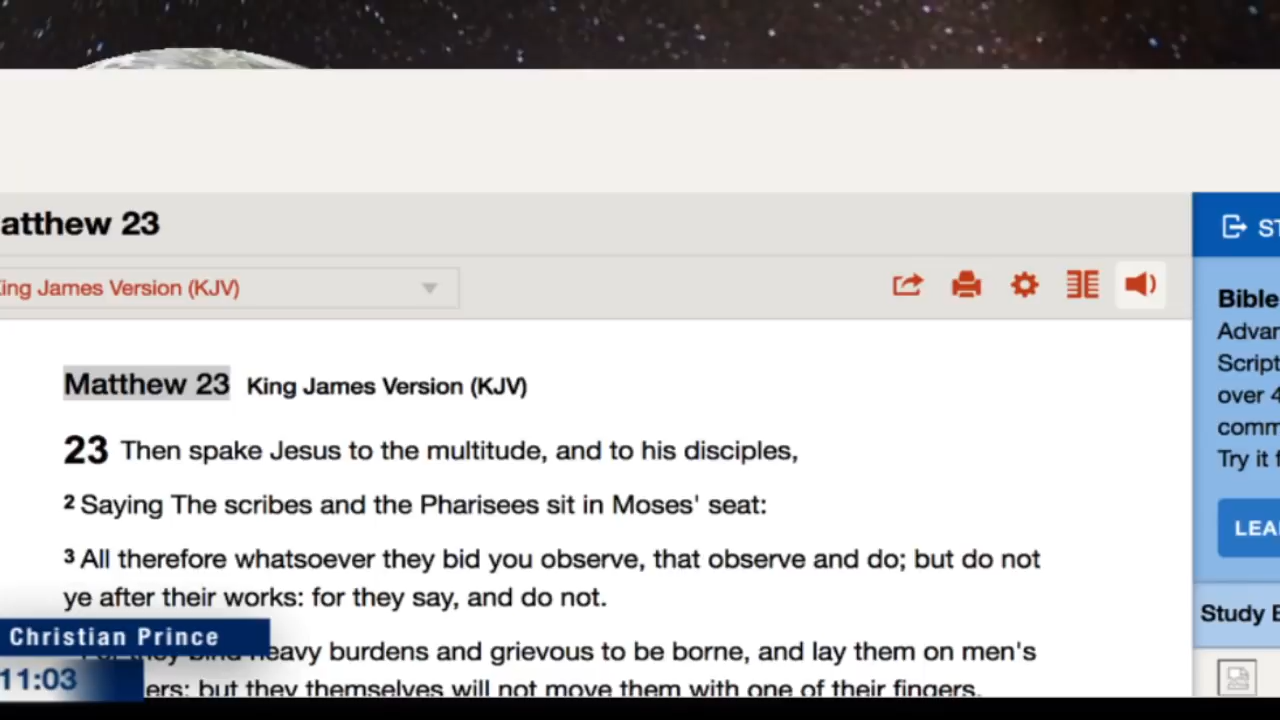 atthew 23
ing James Version (KJV)
Matthew 23 King James Version (KJV)
23 Then spake Jesus to the multitude, and to his disciples,
2 Saying The scribes and the Pharisees sit in Moses' seat:
3 All therefore whatsoever they bid you observe, that observe and do; but do not
ye after their works: for they say, and do not.
heavy burdens and grievous to be borne, and lay them on men's
ers; but they themselves will not move them with one of their fingers.
Christian Prince
11:03
ST
Bible
Advan
Script
over 4
comm
Try it f
LEA
Study B